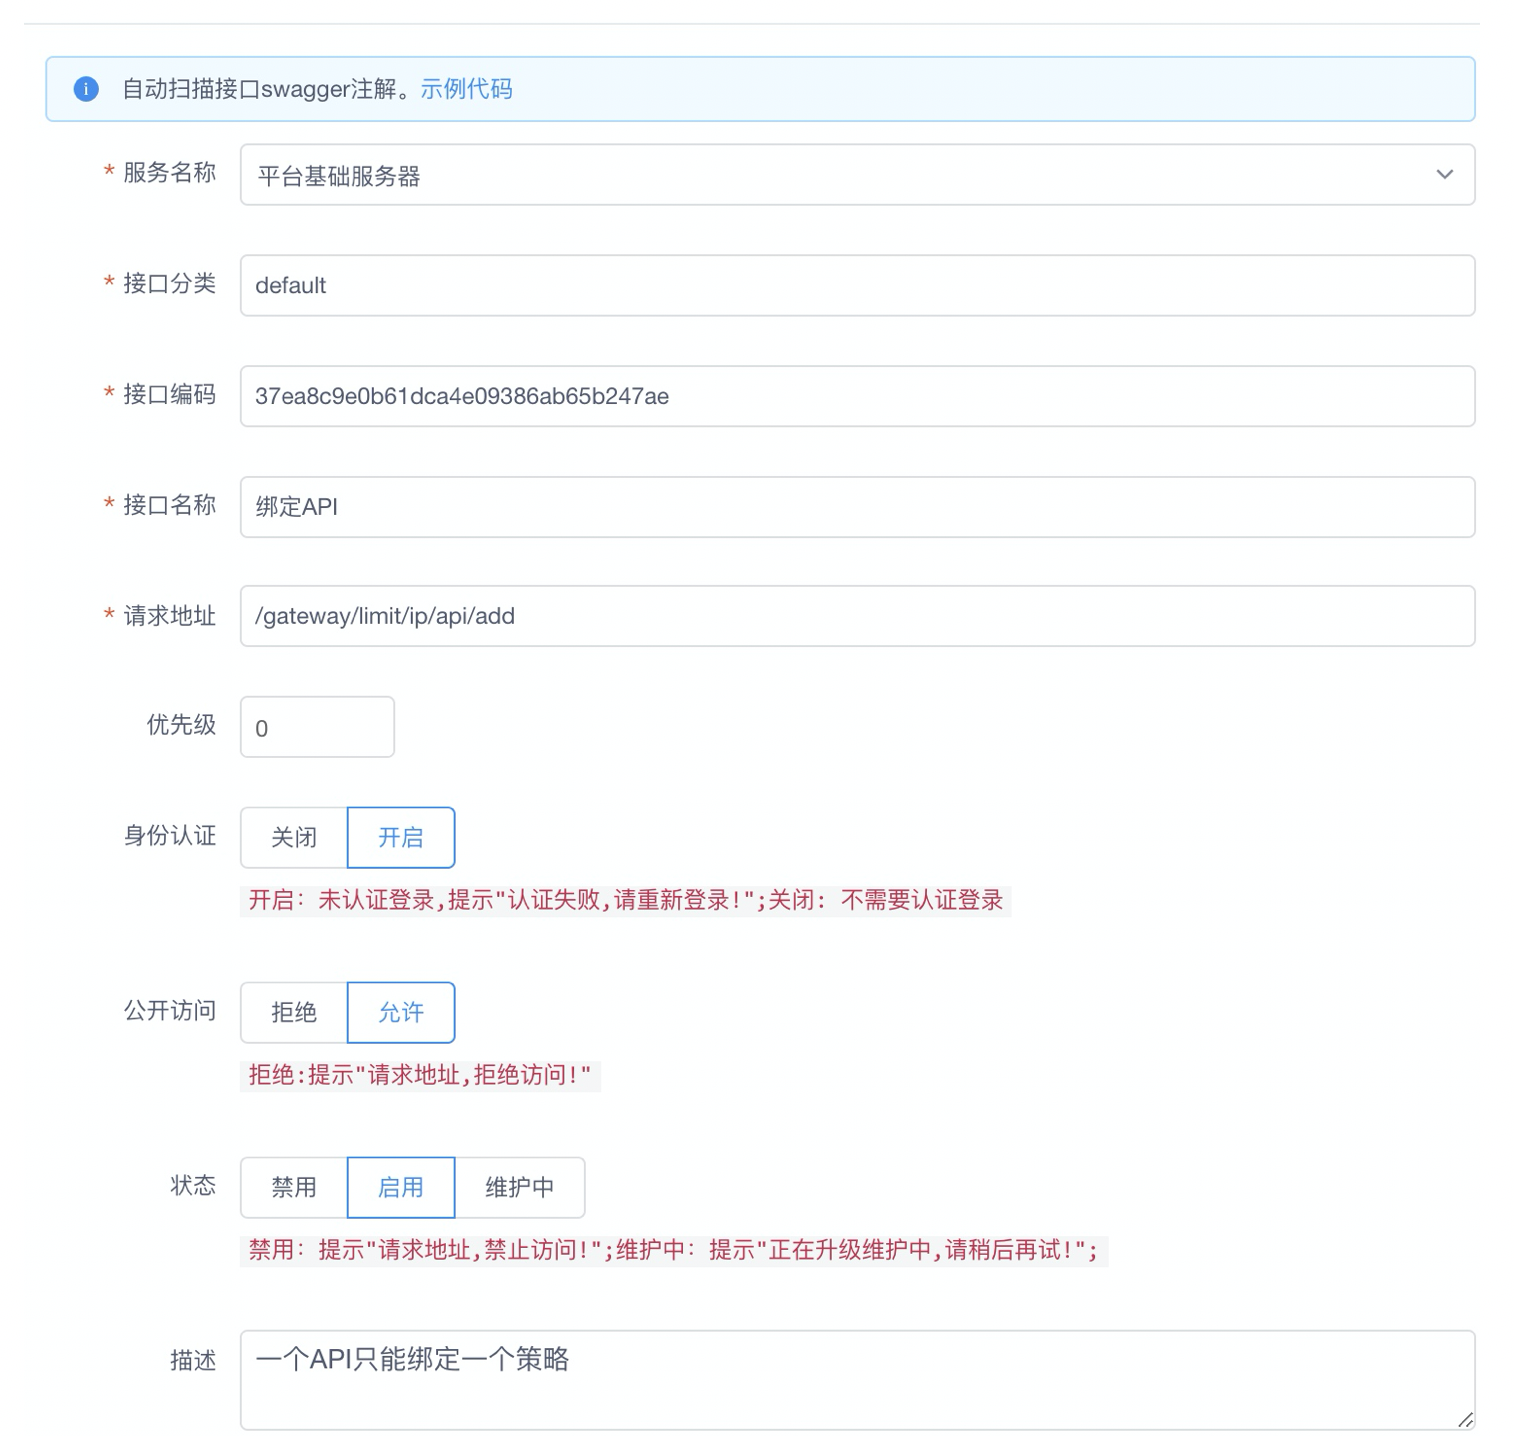 自动扫描接口swagger注解。示例代码
* 服务名称 平台基础服务器
* 接口分类 default
* 接口编码 37ea8c9e0b61dca4e09386ab65b247ae
* 接口名称 绑定API
* 请求地址 /gateway/limit/ip/api/add
优先级 0
身份认证 关闭 开启
开启：未认证登录,提示"认证失败,请重新登录!";关闭: 不需要认证登录
公开访问 拒绝 允许
拒绝:提示"请求地址,拒绝访问!"
状态 禁用 启用 维护中
禁用：提示"请求地址,禁止访问!";维护中：提示"正在升级维护中,请稍后再试!";
描述 一个API只能绑定一个策略